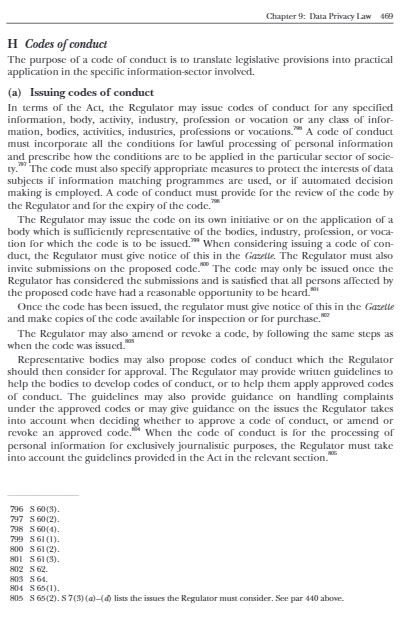 Chapter 9: Data Privacy Law 469
H Codes of conduct
The purpose of a code of conduct is to translate legislative provisions into practical
application in the specific information-sector involved.
(a) Issuing codes of conduct
In terms of the Act, the Regulator may issue codes of conduct for any specified
information, body, activity, industry, profession or vocation or any class of infor-
mation, bodies, activities, industries, professions or vocations.796 A code of conduct
must incorporate all the conditions for lawful processing of personal information
and prescribe how the conditions are to be applied in the particular sector of socie-
ty.797 The code must also specify appropriate measures to protect the interests of data
subjects if information matching programmes are used, or if automated decision
making is employed. A code of conduct must provide for the review of the code by
the Regulator and for the expiry of the code.798
The Regulator may issue the code on its own initiative or on the application of a
body which is sufficiently representative of the bodies, industry, profession, or voca-
tion for which the code is to be issued.799 When considering issuing a code of con-
duct, the Regulator must give notice of this in the Gazette. The Regulator must also
invite submissions on the proposed code.800 The code may only be issued once the
Regulator has considered the submissions and is satisfied that all persons affected by
the proposed code have had a reasonable opportunity to be heard.801
Once the code has been issued, the regulator must give notice of this in the Gazette
and make copies of the code available for inspection or for purchase.802
The Regulator may also amend or revoke a code, by following the same steps as
when the code was issued.803
Representative bodies may also propose codes of conduct which the Regulator
should then consider for approval. The Regulator may provide written guidelines to
help the bodies to develop codes of conduct, or to help them apply approved codes
of conduct. The guidelines may also provide guidance on handling complaints
under the approved codes or may give guidance on the issues the Regulator takes
into account when deciding whether to approve a code of conduct, or amend or
revoke an approved code.804 When the code of conduct is for the processing of
personal information for exclusively journalistic purposes, the Regulator must take
into account the guidelines provided in the Act in the relevant section.805
796 S 60(3).
797 S 60(2).
798 S 60(4).
799 S 61(1).
800 S 61(2).
801 S 61(3).
802 S 62.
803 S 64.
804 S 65(1).
805 S 65(2). S 7(3)(a)–(d) lists the issues the Regulator must consider. See par 440 above.